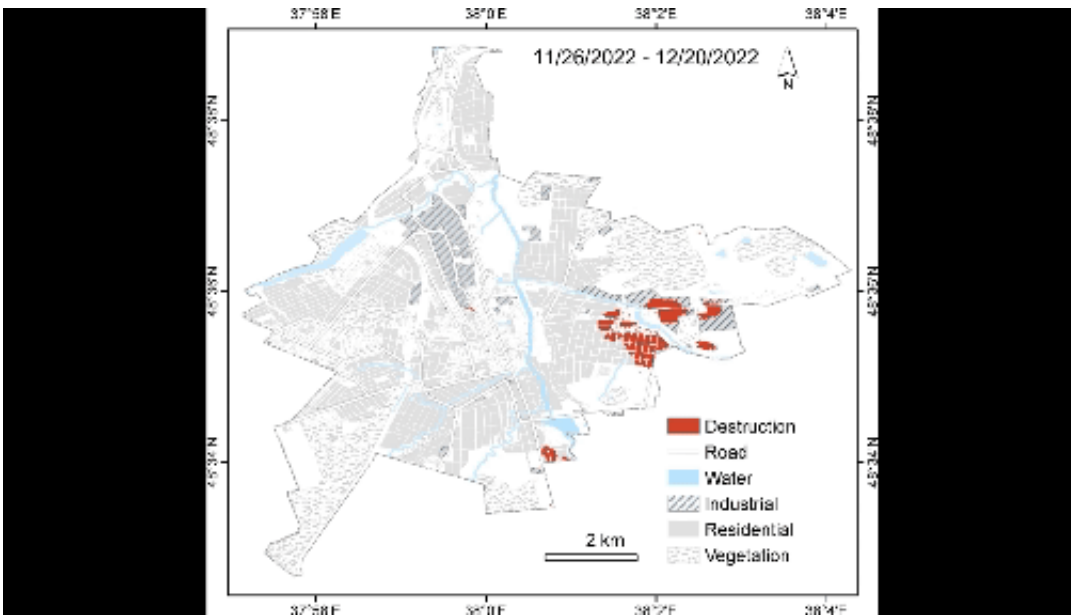 37°58'E 38°0'E 38°2'E 38°4'E
11/26/2022 - 12/20/2022
N
Destruction
Road
Water
Industrial
Residential
Vegetation
2 km
37°58'E 38°0'E 38°2'E 38°4'E